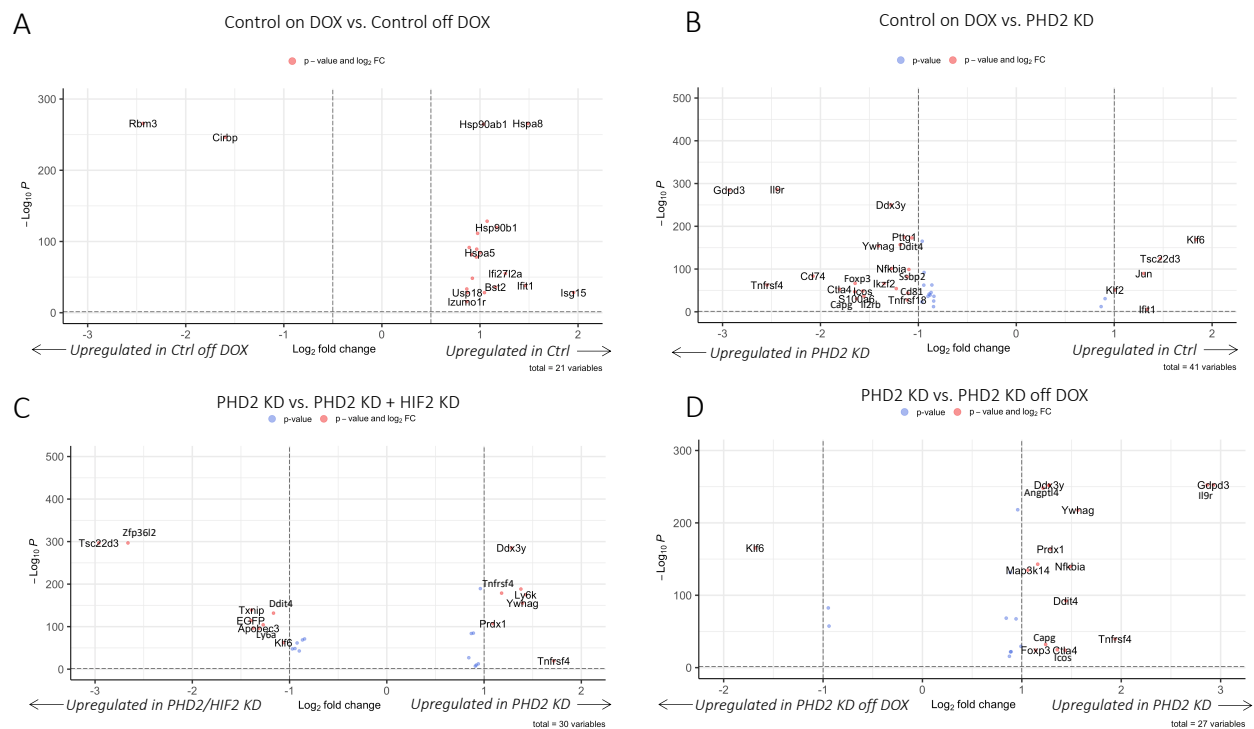 A
Control on DOX vs. Control off DOX
p – value and log2 FC
300
200
100
0
– Log10 P
Rbm3
Cirbp
Hsp90ab1
Hspa8
Hsp90b1
Hspa5
Ifi27l2a
Ifit1
Bst2
Usp18
Isg15
Izumo1r
-3
-2
-1
0
1
2
Log2 fold change
Upregulated in Ctrl off DOX
Upregulated in Ctrl
total = 21 variables
B
Control on DOX vs. PHD2 KD
p-value
p – value and log2 FC
500
400
300
200
100
0
– Log10 P
Gdpd3
Il9r
Ddx3y
Pttg1
Ywhag
Ddit4
Klf6
Tsc22d3
Nfkbia
Jun
Cd74
Foxp3
Ssbp2
Tnfrsf4
Ikzf2
Ctla4
Icos
Cd81
Klf2
S100a6
Tnfrsf18
Capg
Il2rb
Ifit1
-3
-2
-1
0
1
2
Log2 fold change
Upregulated in PHD2 KD
Upregulated in Ctrl
total = 41 variables
C
PHD2 KD vs. PHD2 KD + HIF2 KD
p-value
p – value and log2 FC
500
400
300
200
100
0
– Log10 P
Zfp36l2
Tsc22d3
Ddx3y
Tnfrsf4
Ly6k
Ywhag
Ddit4
Txnip
EGFP
Apobec3
Ly6a
Prdx1
Klf6
Tnfrsf4
-3
-2
-1
0
1
2
Log2 fold change
Upregulated in PHD2/HIF2 KD
Upregulated in PHD2 KD
total = 30 variables
D
PHD2 KD vs. PHD2 KD off DOX
p-value
p – value and log2 FC
300
200
100
0
– Log10 P
Ddx3y
Gdpd3
Angptl4
Il9r
Ywhag
Klf6
Prdx1
Map3k14
Nfkbia
Ddit4
Capg
Tnfrsf4
Foxp3
Ctla4
Icos
-2
-1
0
1
2
3
Log2 fold change
Upregulated in PHD2 KD off DOX
Upregulated in PHD2 KD
total = 27 variables